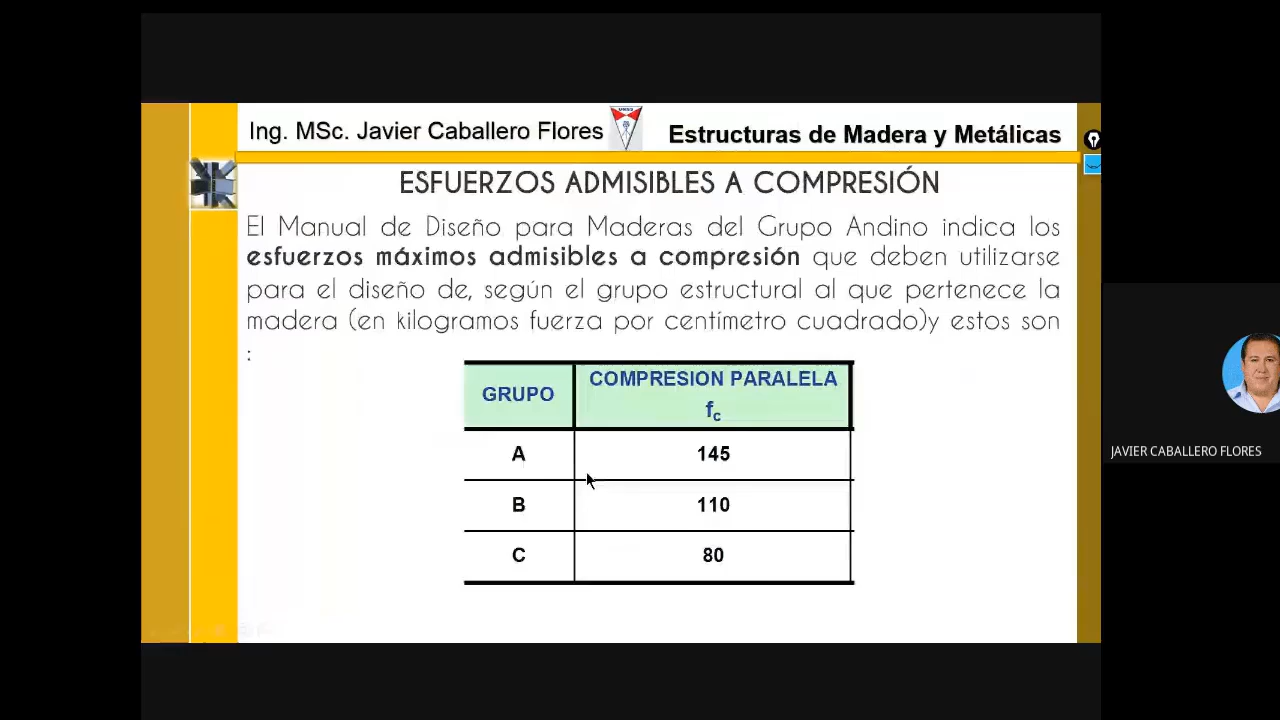 Ing. MSc. Javier Caballero Flores
Estructuras de Madera y Metálicas
ESFUERZOS ADMISIBLES A COMPRESIÓN
El Manual de Diseño para Maderas del Grupo Andino indica los
esfuerzos máximos admisibles a compresión que deben utilizarse
para el diseño de, según el grupo estructural al que pertenece la
madera (en kilogramos fuerza por centímetro cuadrado)y estos son
:
GRUPO
COMPRESION PARALELA
fc
A 145
B 110
C 80
JAVIER CABALLERO FLORES